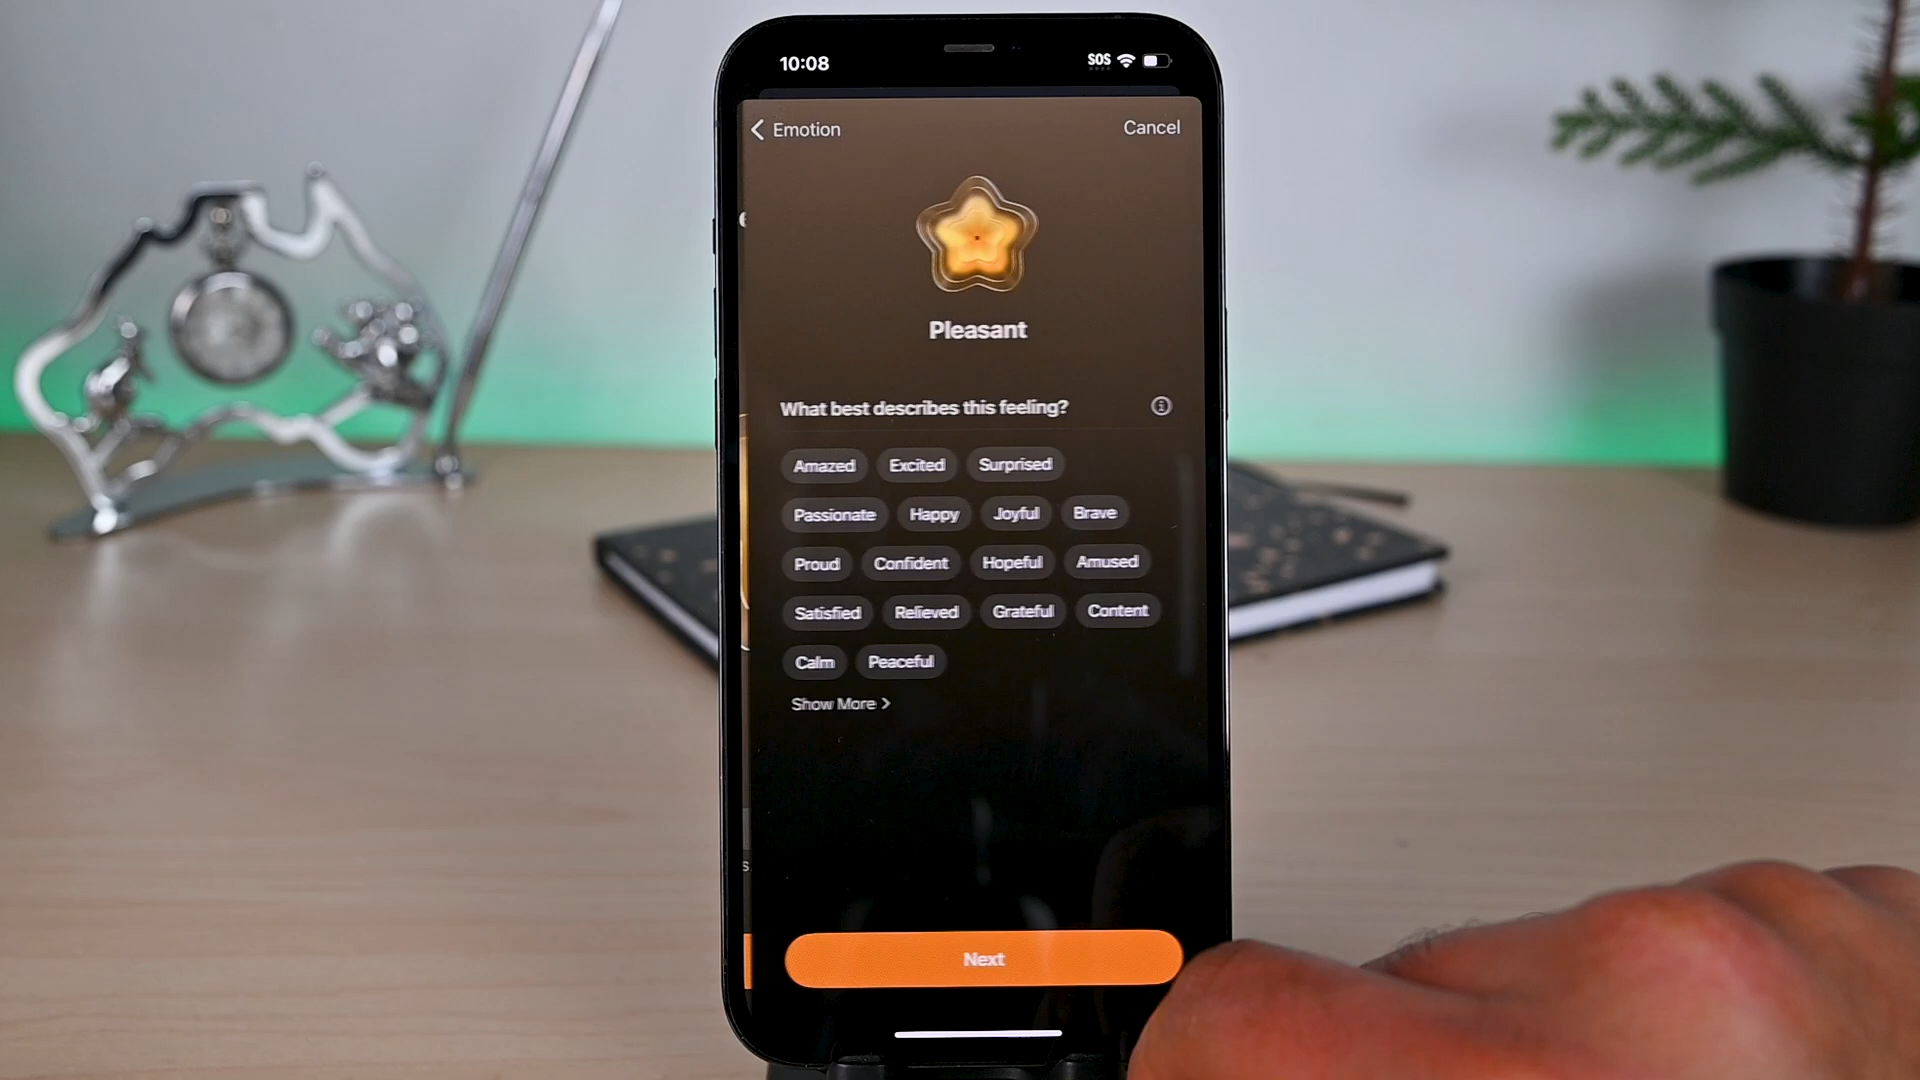 10:08 SOS
Emotion Cancel
Pleasant
What best describes this feeling?
Amazed Excited Surprised
Passionate Happy Joyful Brave
Proud Confident Hopeful Amused
Satisfied Relieved Grateful Content
Calm Peaceful
Show More
Next